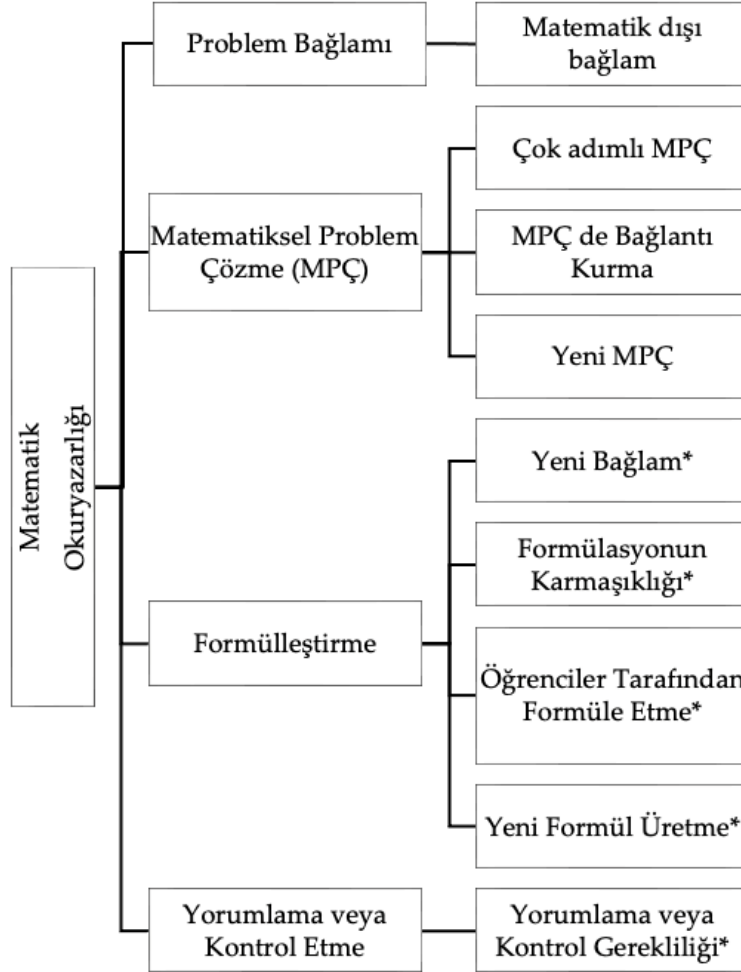 Problem Bağlamı
Matematik dışı
bağlam
Matematiksel Problem
Çözme (MPÇ)
Çok adımlı MPÇ
MPÇ de Bağlantı
Kurma
Yeni MPÇ
Matematik
Okuryazarlığı
Formülleştirme
Yeni Bağlam*
Formülasyonun
Karmaşıklığı*
Öğrenciler Tarafından
Formüle Etme*
Yeni Formül Üretme*
Yorumlama veya
Kontrol Etme
Yorumlama veya
Kontrol Gerekliliği*